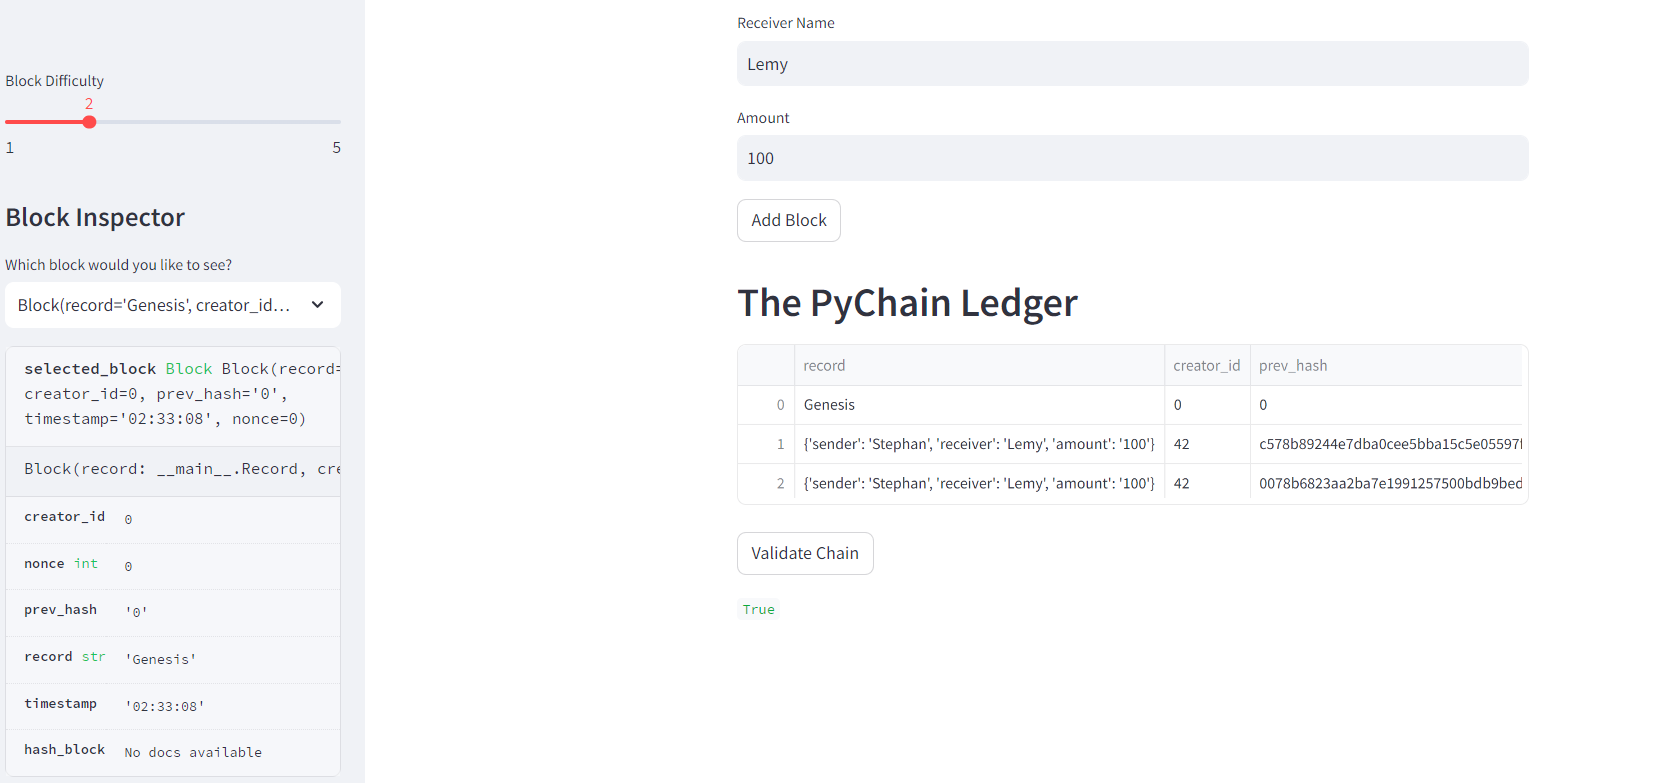 Block Difficulty
2
1 5
Block Inspector
Which block would you like to see?
Block(record='Genesis', creator_id...
selected_block Block Block(record=
creator_id=0, prev_hash='0',
timestamp='02:33:08', nonce=0)
Block(record: __main__.Record, cre
creator_id 0
nonce int 0
prev_hash '0'
record str 'Genesis'
timestamp '02:33:08'
hash_block No docs available
Receiver Name
Lemy
Amount
100
Add Block
The PyChain Ledger
record creator_id prev_hash
0 Genesis 0 0
1 {'sender': 'Stephan', 'receiver': 'Lemy', 'amount': '100'} 42 c578b89244e7dba0cee5bba15c5e05597f
2 {'sender': 'Stephan', 'receiver': 'Lemy', 'amount': '100'} 42 0078b6823aa2ba7e1991257500bdb9bed
Validate Chain
True